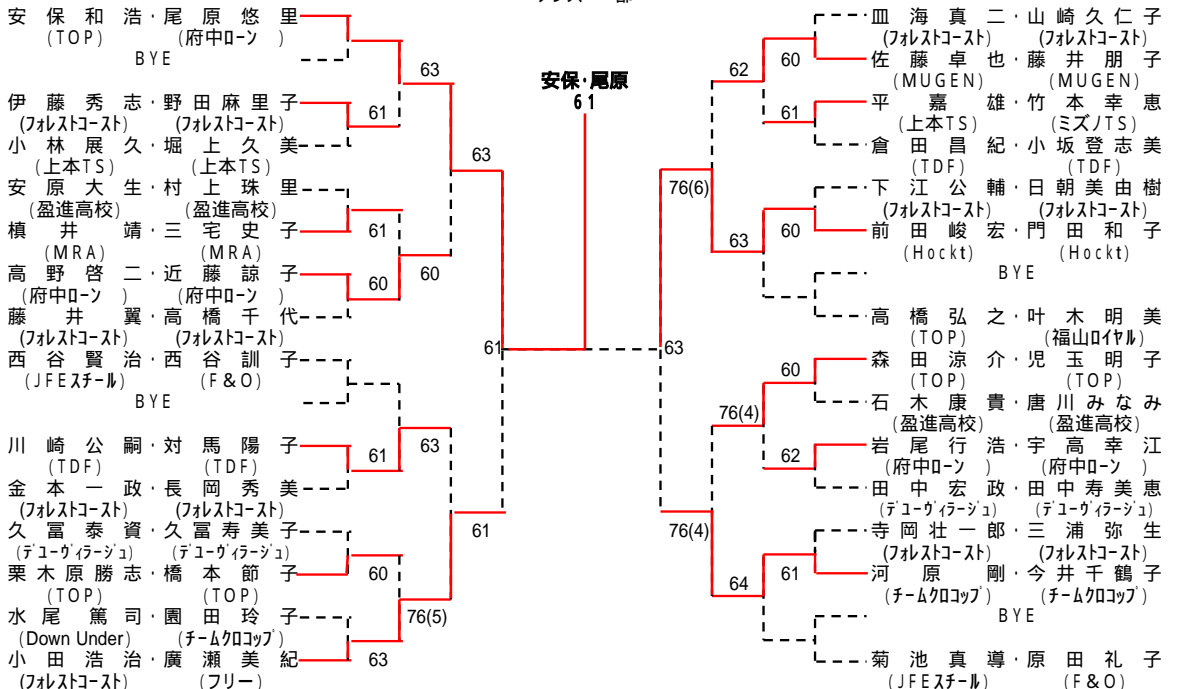 安保和浩・尾原悠里
(TOP) (府中ローン )
BYE
伊藤秀志・野田麻里子
(フォレストコースト) (フォレストコースト)
小林展久・堀上久美
(上本TS) (上本TS)
安原大生・村上珠里
(盈進高校) (盈進高校)
槙井靖・三宅史子
(MRA) (MRA)
高野啓二・近藤諒子
(府中ローン ) (府中ローン )
藤井翼・高橋千代
(フォレストコースト) (フォレストコースト)
西谷賢治・西谷訓子
(JFEスチール) (F&O)
BYE
川崎公嗣・対馬陽子
(TDF) (TDF)
金本一政・長岡秀美
(フォレストコースト) (フォレストコースト)
久冨泰資・久冨寿美子
(デューヴィラージュ) (デューヴィラージュ)
栗木原勝志・橋本節子
(TOP) (TOP)
水尾篤司・園田玲子
(Down Under) (チームクロコップ)
小田浩治・廣瀬美紀
(フォレストコースト) (フリー)
63
61
63
61
60
60
61
61
63
61
60
76(5)
63
安保・尾原
61
皿海真二・山崎久仁子
(フォレストコースト) (フォレストコースト)
佐藤卓也・藤井朋子
(MUGEN) (MUGEN)
平嘉雄・竹本幸恵
(上本TS) (ミズノTS)
倉田昌紀・小坂登志美
(TDF) (TDF)
下江公輔・日朝美由樹
(フォレストコースト) (フォレストコースト)
前田峻宏・門田和子
(Hockt) (Hockt)
BYE
高橋弘之・叶木明美
(TOP) (福山ロイヤル)
森田涼介・児玉明子
(TOP) (TOP)
石木康貴・唐川みなみ
(盈進高校) (盈進高校)
岩尾行浩・宇高幸江
(府中ローン ) (府中ローン )
田中宏政・田中寿美恵
(デューヴィラージュ) (デューヴィラージュ)
寺岡壮一郎・三浦弥生
(フォレストコースト) (フォレストコースト)
河原剛・今井千鶴子
(チームクロコップ) (チームクロコップ)
BYE
菊池真導・原田礼子
(JFEスチール) (F&O)
62
60
61
76(6)
63
60
63
60
76(4)
62
76(4)
64
61